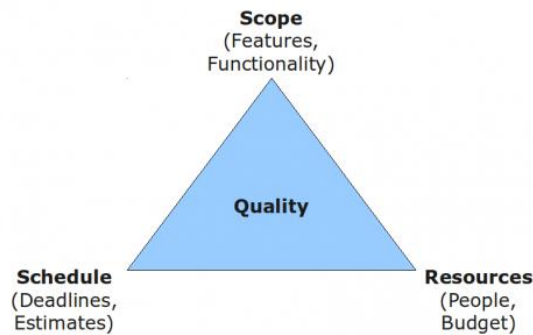 Scope
(Features,
Functionality)
Quality
Schedule
(Deadlines,
Estimates)
Resources
(People,
Budget)